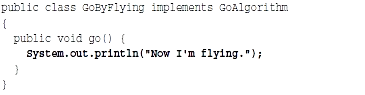 public class GoByFlying implements GoAlgorithm
{
  public void go() {
    System.out.println("Now I'm flying.");
  }
}